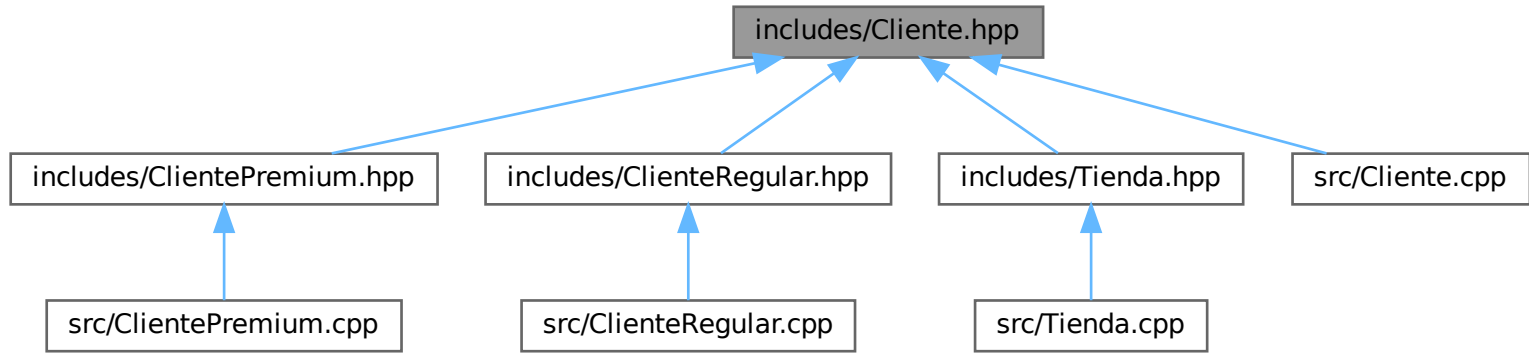 includes/Cliente.hpp
includes/ClientePremium.hpp
includes/ClienteRegular.hpp
includes/Tienda.hpp
src/Cliente.cpp
src/ClientePremium.cpp
src/ClienteRegular.cpp
src/Tienda.cpp